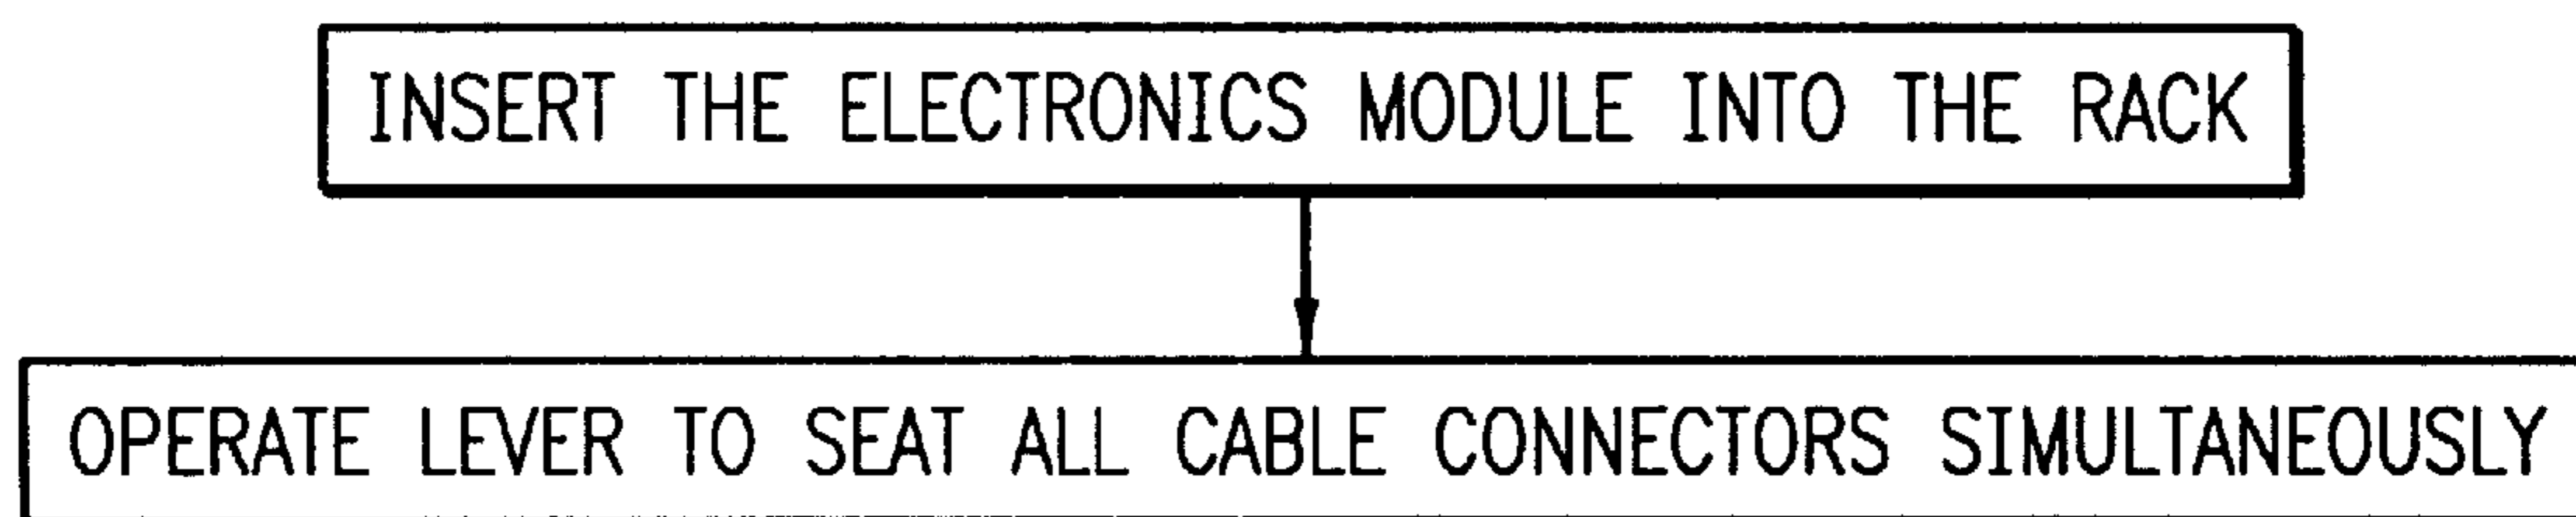 INSERT THE ELECTRONICS MODULE INTO THE RACK
OPERATE LEVER TO SEAT ALL CABLE CONNECTORS SIMULTANEOUSLY